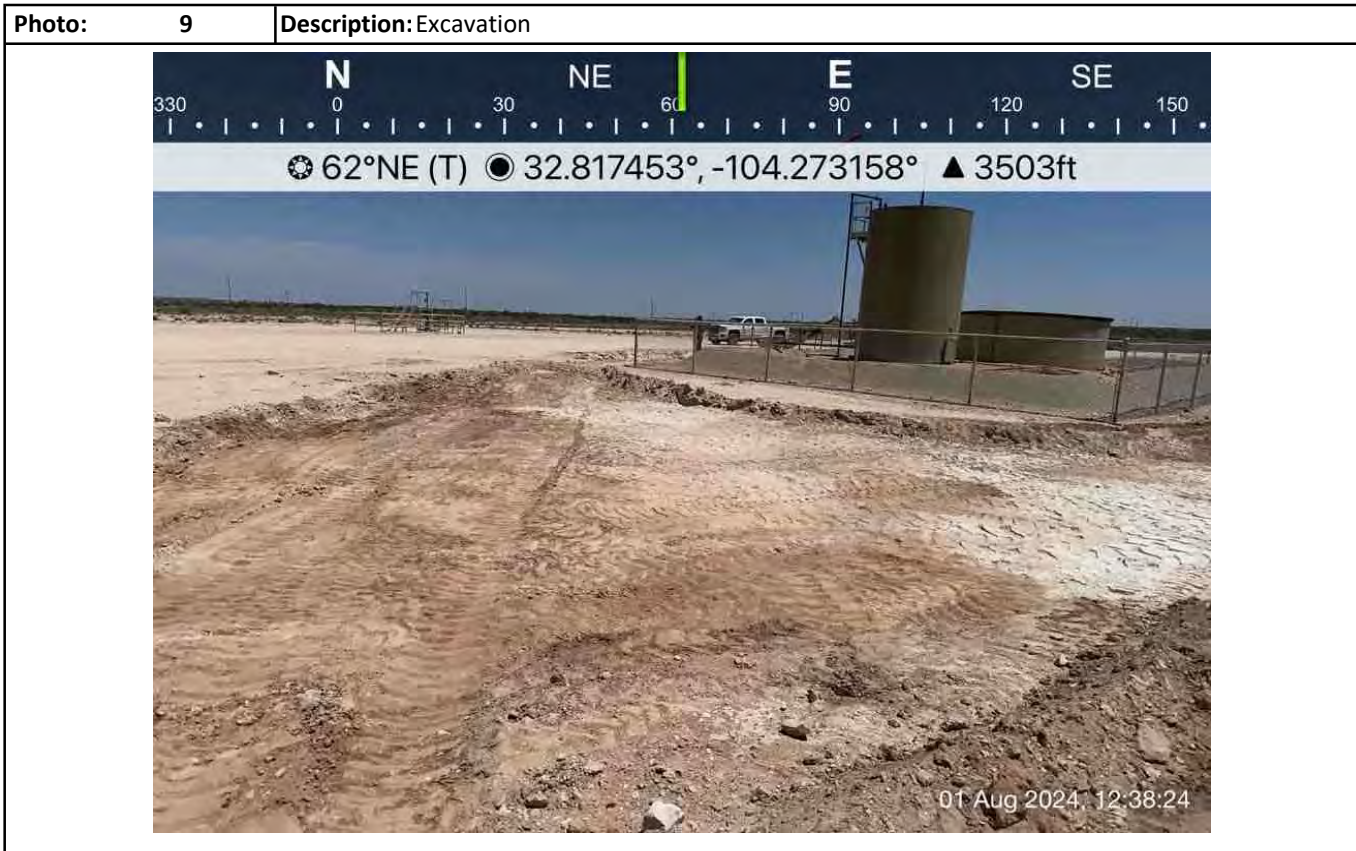 Photo: 9 Description: Excavation
N NE E SE
330 0 30 60 90 120 150
62°NE (T) 32.817453°, -104.273158° ▲ 3503ft
01 Aug 2024, 12:38:24